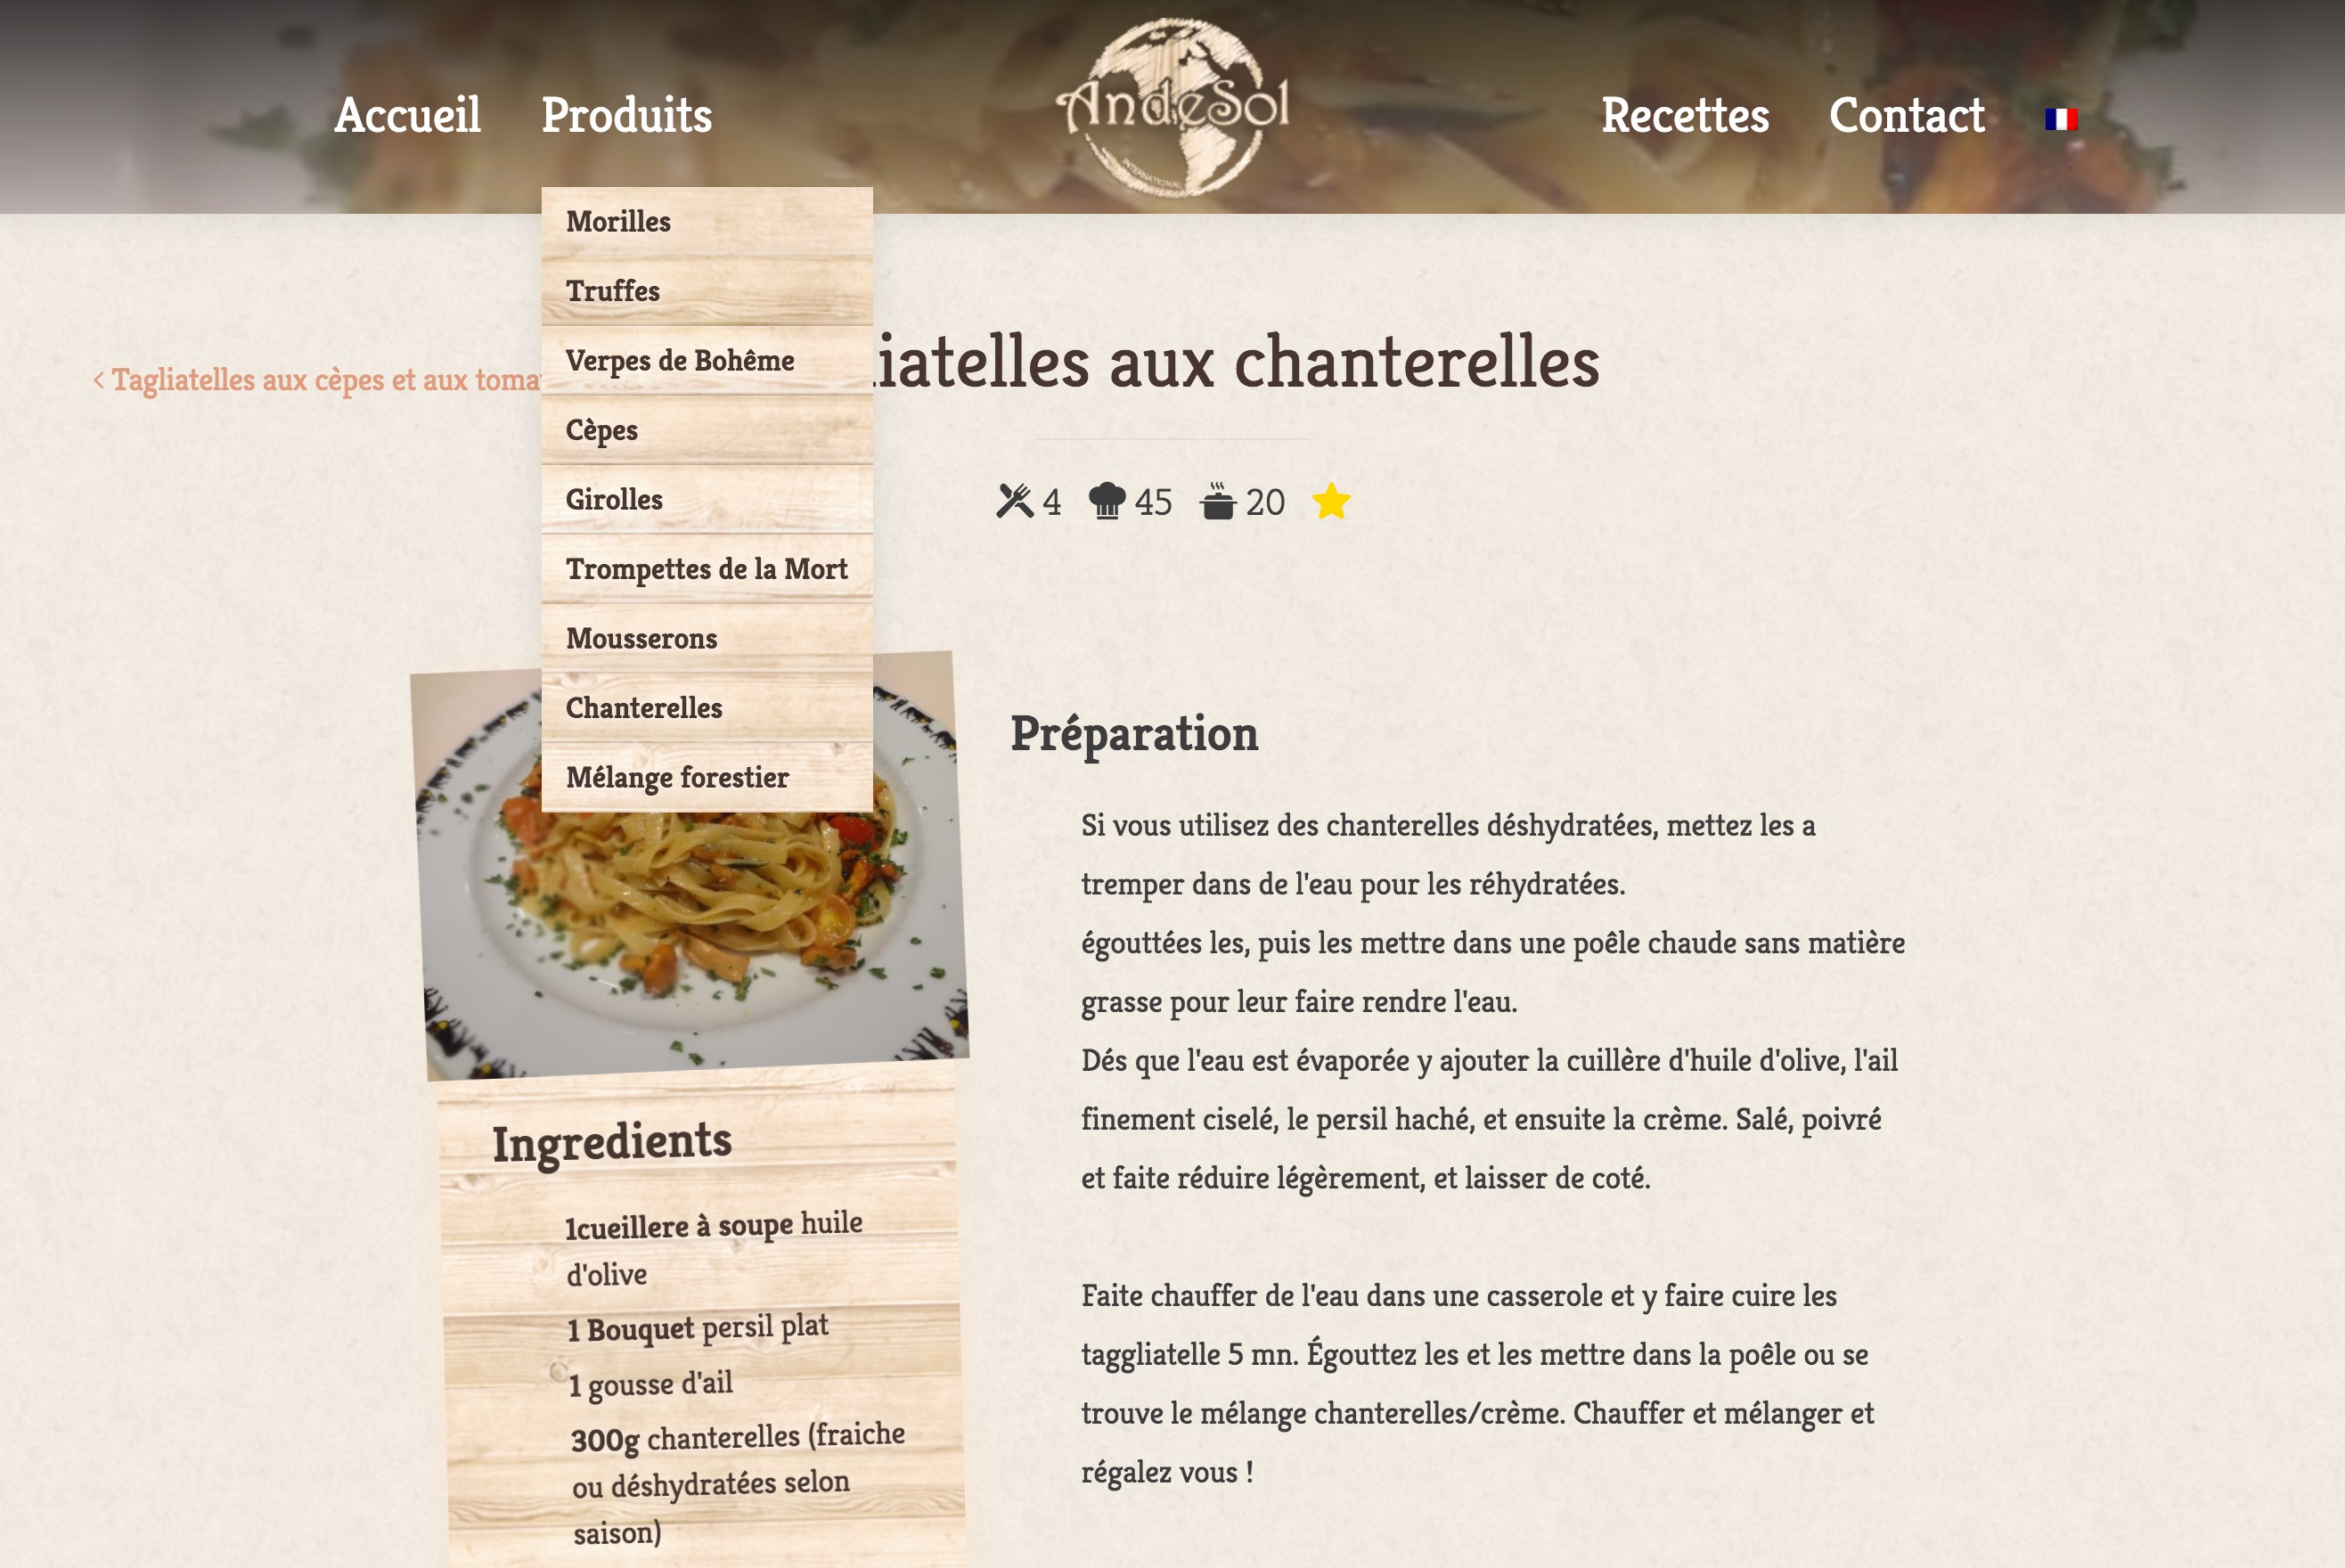 Accueil
Produits
AndeSol
INTERNATIONAL
Recettes
Contact
Morilles
Truffes
Verpes de Bohême
Cèpes
Girolles
Trompettes de la Mort
Mousserons
Chanterelles
Mélange forestier
< Tagliatelles aux cèpes et aux
iatelles aux chanterelles
4 45 20
Préparation
Si vous utilisez des chanterelles déshydratées, mettez les a
tremper dans de l'eau pour les réhydratées.
égouttées les, puis les mettre dans une poêle chaude sans matière
grasse pour leur faire rendre l'eau.
Dés que l'eau est évaporée y ajouter la cuillère d'huile d'olive, l'ail
finement ciselé, le persil haché, et ensuite la crème. Salé, poivré
et faite réduire légèrement, et laisser de coté.
Faite chauffer de l'eau dans une casserole et y faire cuire les
taggliatelle 5 mn. Égouttez les et les mettre dans la poêle ou se
trouve le mélange chanterelles/crème. Chauffer et mélanger et
régalez vous !
Ingredients
1cueillere à soupe huile
d'olive
1 Bouquet persil plat
1 gousse d'ail
300g chanterelles (fraiche
ou déshydratées selon
saison)